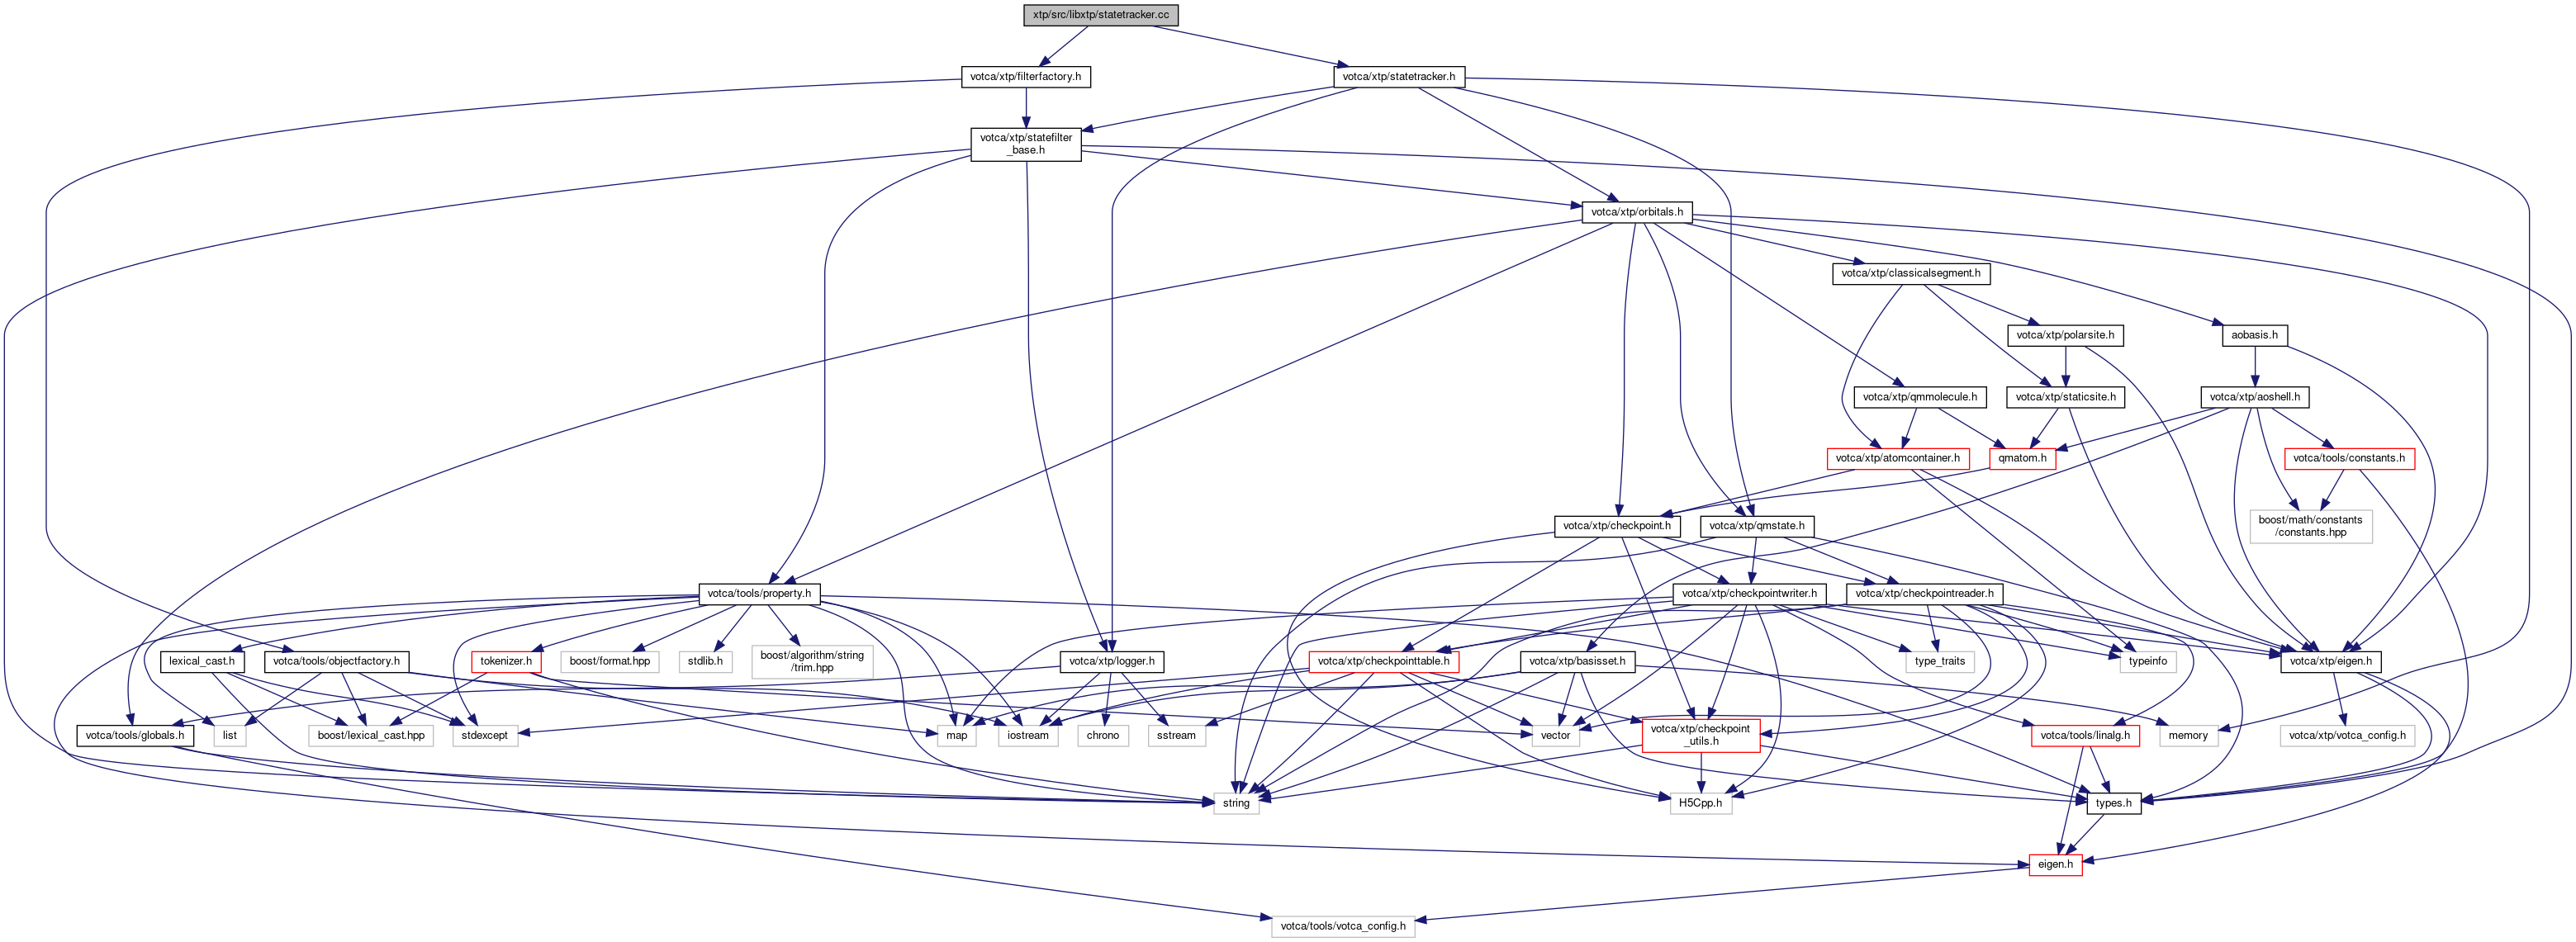 xtp/src/libxtp/statetracker.cc
votca/xtp/filterfactory.h
votca/xtp/statetracker.h
votca/xtp/statefilter
_base.h
votca/xtp/orbitals.h
votca/xtp/classicalsegment.h
votca/xtp/polarsite.h
aobasis.h
votca/xtp/qmmolecule.h
votca/xtp/staticsite.h
votca/xtp/aoshell.h
votca/xtp/atomcontainer.h
qmatom.h
votca/tools/constants.h
votca/xtp/checkpoint.h
votca/xtp/qmstate.h
boost/math/constants
/constants.hpp
votca/tools/property.h
votca/xtp/checkpointwriter.h
votca/xtp/checkpointreader.h
lexical_cast.h
votca/tools/objectfactory.h
tokenizer.h
boost/format.hpp
stdlib.h
boost/algorithm/string
/trim.hpp
votca/xtp/logger.h
votca/xtp/checkpointtable.h
votca/xtp/basisset.h
type_traits
typeinfo
votca/xtp/eigen.h
votca/tools/globals.h
list
boost/lexical_cast.hpp
stdexcept
map
iostream
chrono
sstream
vector
votca/xtp/checkpoint
_utils.h
votca/tools/linalg.h
memory
votca/xtp/votca_config.h
string
H5Cpp.h
types.h
eigen.h
votca/tools/votca_config.h